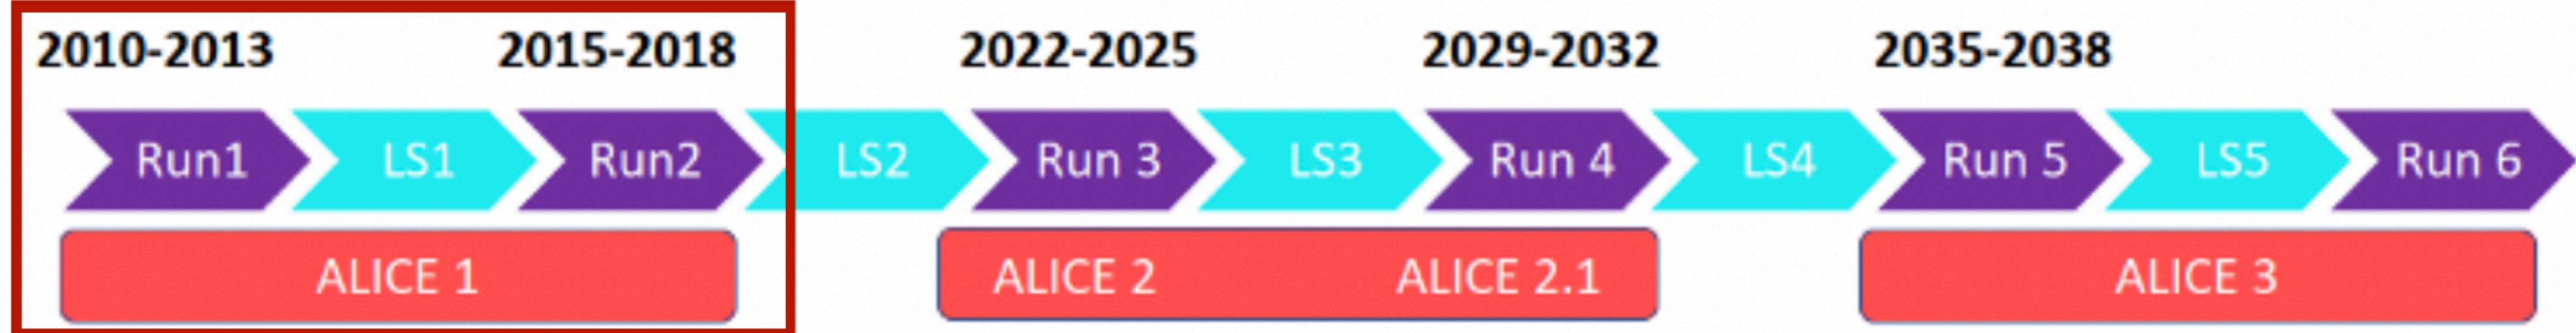 2010-2013 2015-2018 2022-2025 2029-2032 2035-2038
Run1 LS1 Run2 LS2 Run 3 LS3 Run 4 LS4 Run 5 LS5 Run 6
ALICE 1 ALICE 2 ALICE 2.1 ALICE 3